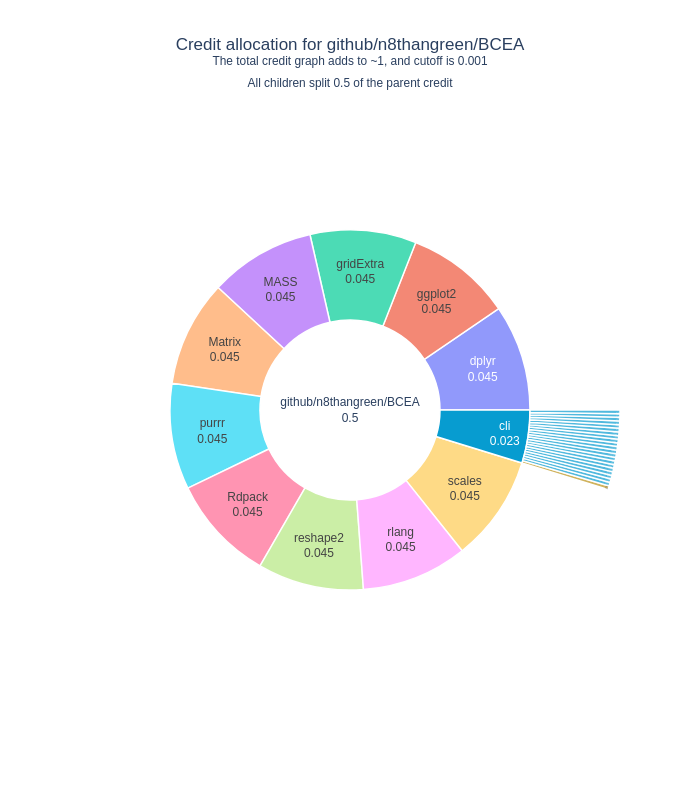 Credit allocation for github/n8thangreen/BCEA
The total credit graph adds to ~1, and cutoff is 0.001
All children split 0.5 of the parent credit
gridExtra
0.045
MASS
0.045
ggplot2
0.045
Matrix
0.045
dplyr
0.045
github/n8thangreen/BCEA
0.5
purrr
0.045
cli
0.023
Rdpack
0.045
scales
0.045
reshape2
0.045
rlang
0.045